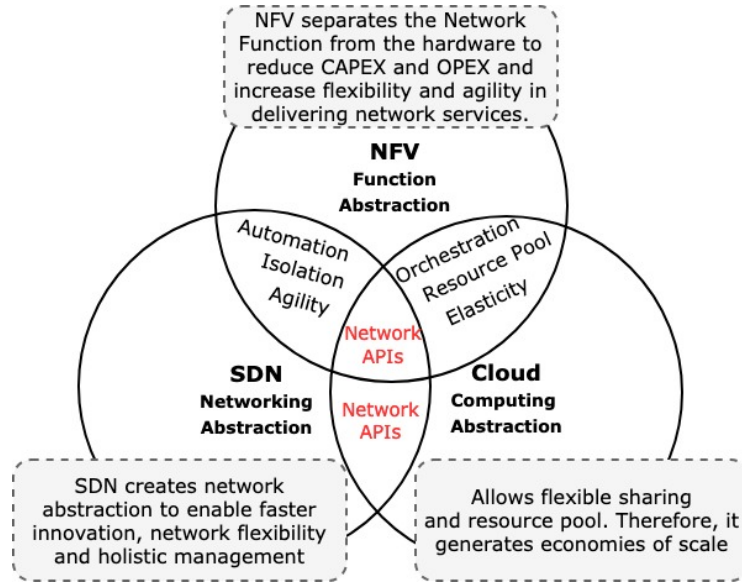 NFV separates the Network
Function from the hardware to
reduce CAPEX and OPEX and
increase flexibility and agility in
delivering network services.
NFV
Function
Abstraction
Automation
Isolation
Agility
Orchestration
Resource Pool
Elasticity
Network
APIs
SDN
Networking
Abstraction
Network
APIs
Cloud
Computing
Abstraction
SDN creates network
abstraction to enable faster
innovation, network flexibility
and holistic management
Allows flexible sharing
and resource pool. Therefore, it
generates economies of scale